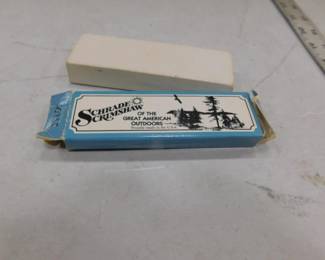 SCHRADE
SCRIMSHAW
OF THE
GREAT AMERICAN
OUTDOORS